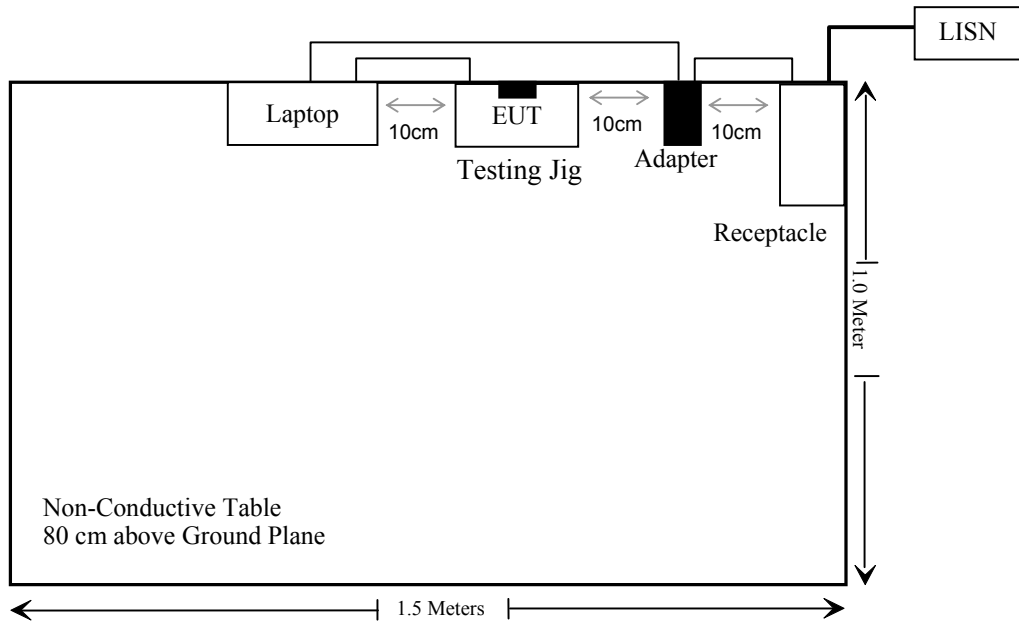 LISN
Laptop
10cm
EUT
10cm
10cm
Testing Jig
Adapter
Receptacle
1.0 Meter
Non-Conductive Table
80 cm above Ground Plane
1.5 Meters